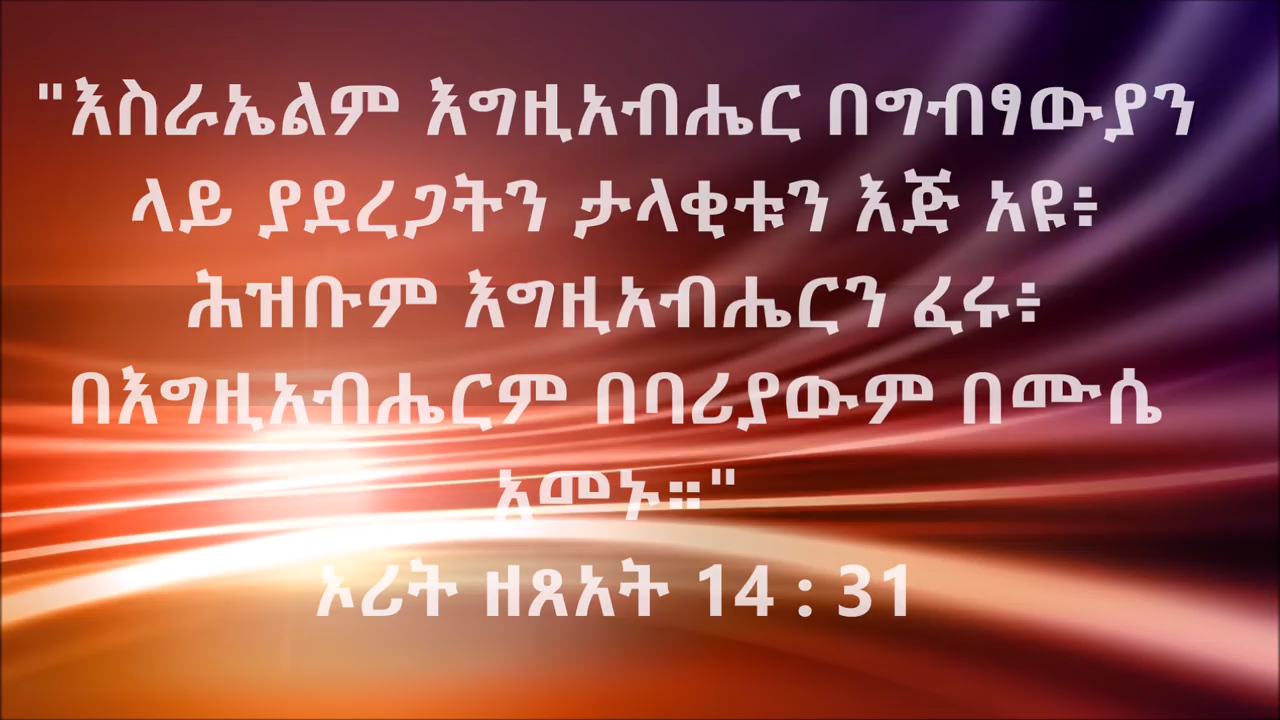 "እስራኤልም እግዚአብሔር በግብፃውያን
ላይ ያደረጋትን ታላቂቱን እጅ አዩ፥
ሕዝቡም እግዚአብሔርን ፈሩ፥
በእግዚአብሔርም በባሪያውም በሙሴ
አመኑ።"
ኦሪት ዘጸአት 14 : 31